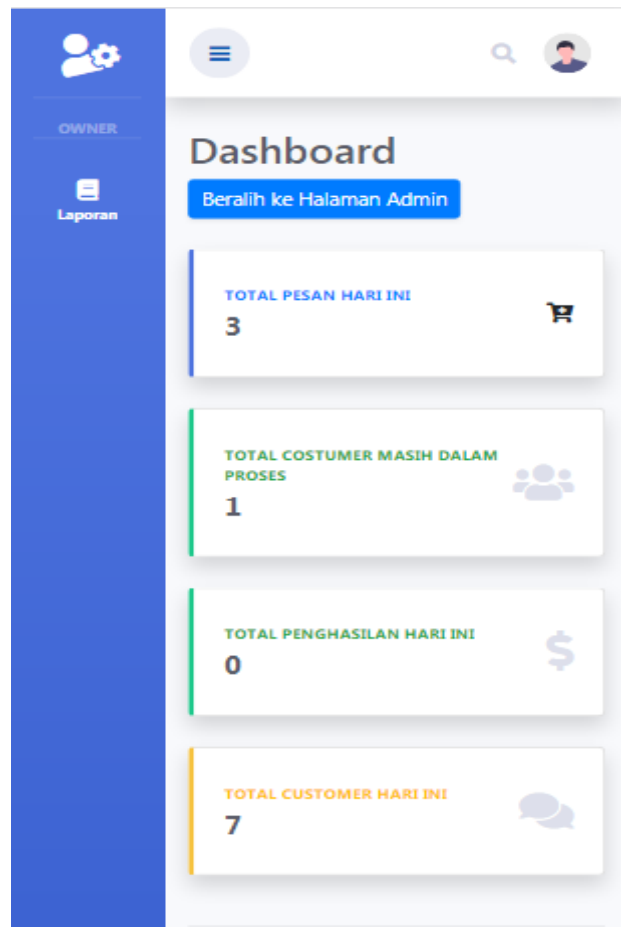 OWNER
Laporan
Dashboard
Beralih ke Halaman Admin
TOTAL PESAN HARI INI
3
TOTAL COSTUMER MASIH DALAM
PROSES
1
TOTAL PENGHASILAN HARI INI
0
TOTAL CUSTOMER HARI INI
7